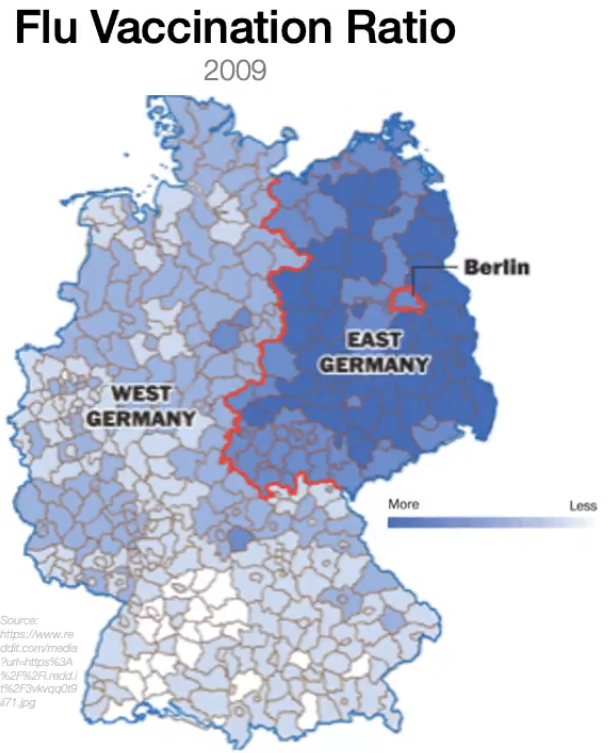 Flu Vaccination Ratio
2009
Berlin
EAST
GERMANY
WEST
GERMANY
More
Less
Source:
https://www.re
ddit.com/media
?url=https%3A
%2F%2Fi.redd.i
t%2F3vkvqq0t9
il71.jpg